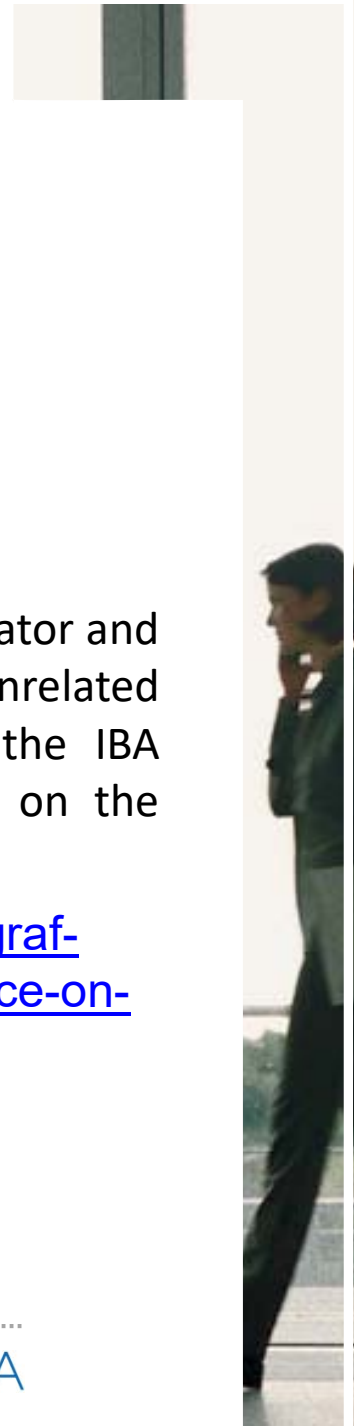 ator and
nrelated
the IBA
on the
graf-
ce-on-
...
A